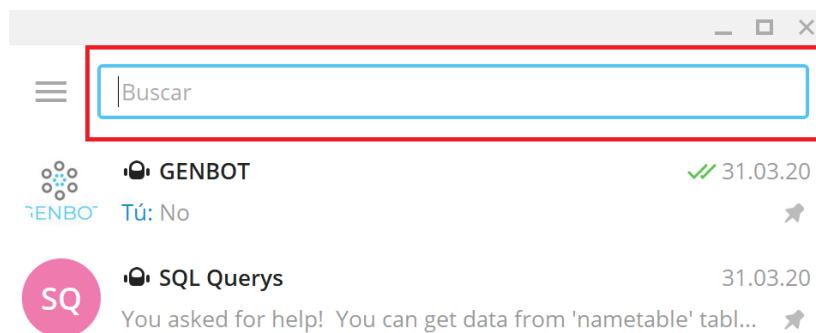 Buscar
GENBOT 31.03.20
GENBOT
Tú: No
SQL Querys 31.03.20
SQ
You asked for help! You can get data from 'nametable' tabl...